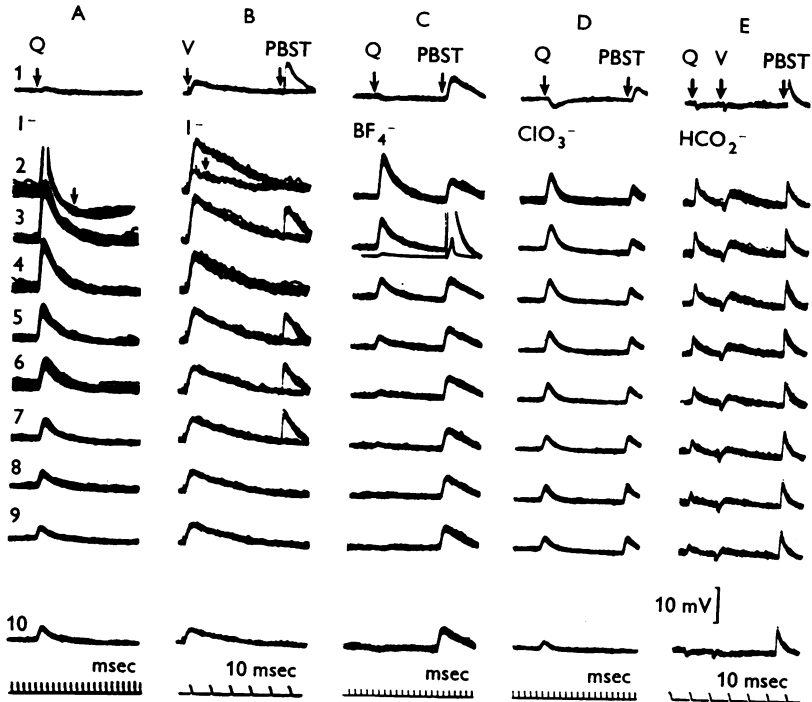 A B C D E
Q V PBST Q PBST Q PBST Q V PBST
1
I⁻ I⁻ BF₄⁻ ClO₃⁻ HCO₂⁻
2
3
4
5
6
7
8
9
10 mV
10
msec 10 msec msec msec 10 msec